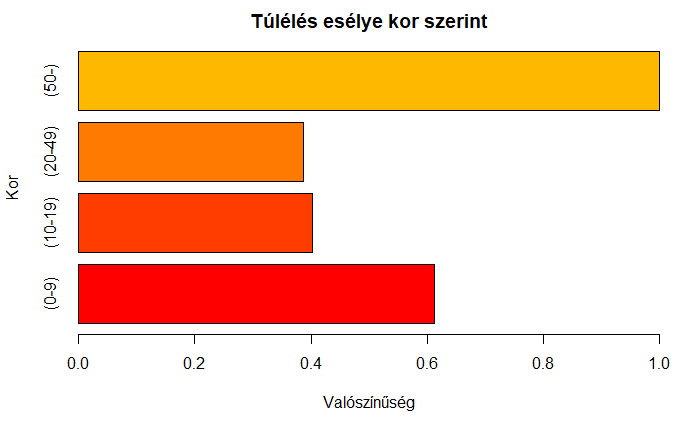 Túlélés esélye kor szerint
Kor
(50-)
(20-49)
(10-19)
(0-9)
0.0 0.2 0.4 0.6 0.8 1.0
Valószínűség